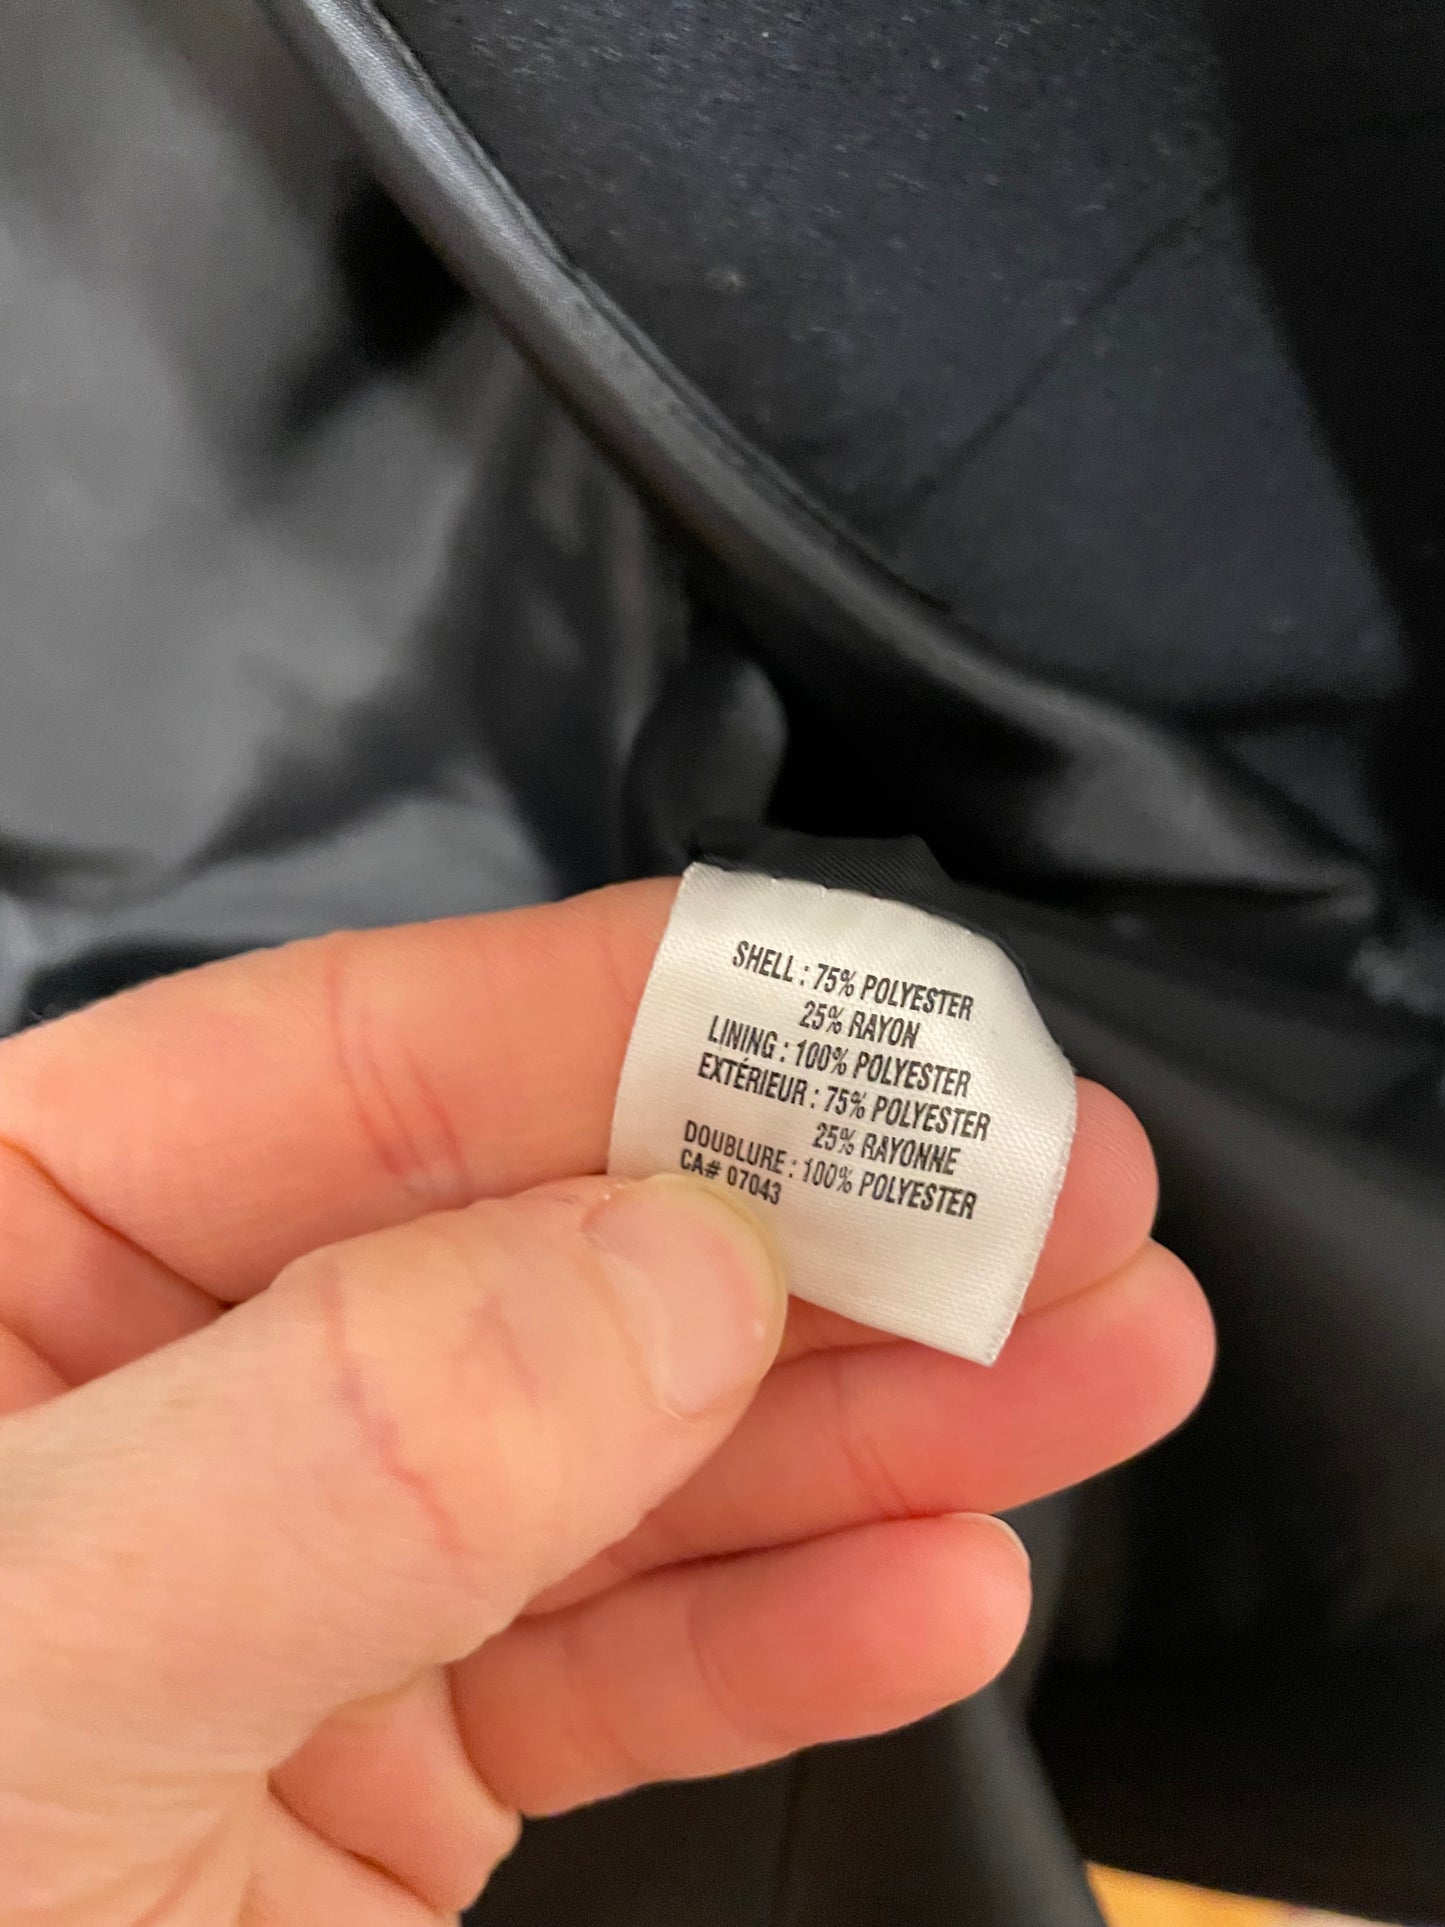 SHELL : 75% POLYESTER
25% RAYON
LINING : 100% POLYESTER
EXTÉRIEUR : 75% POLYESTER
25% RAYONNE
DOUBLURE : 100% POLYESTER
CA# 07043